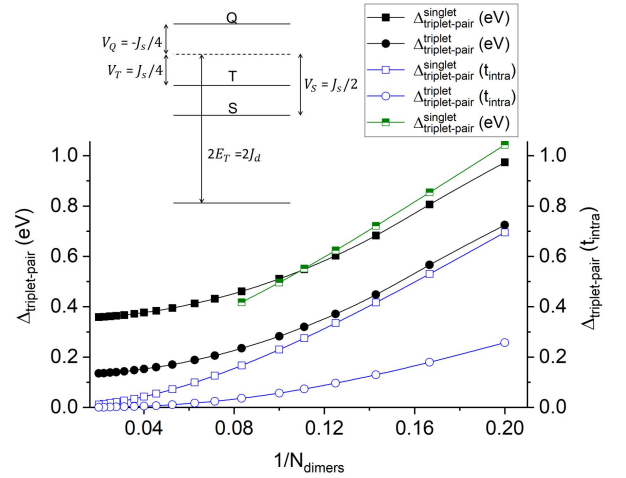 Q
V_Q = -J_s/4
V_T = J_s/4
T
V_S = J_s/2
S
2E_T =2J_d
Δ^singlet_triplet-pair (eV)
Δ^triplet_triplet-pair (eV)
Δ^singlet_triplet-pair (t_intra)
Δ^triplet_triplet-pair (t_intra)
Δ^singlet_triplet-pair (eV)
Δ_triplet-pair (eV)
1.0
0.8
0.6
0.4
0.2
0.0
1.0
0.8
0.6
0.4
0.2
0.0
Δ_triplet-pair (t_intra)
0.04 0.08 0.12 0.16 0.20
1/N_dimers